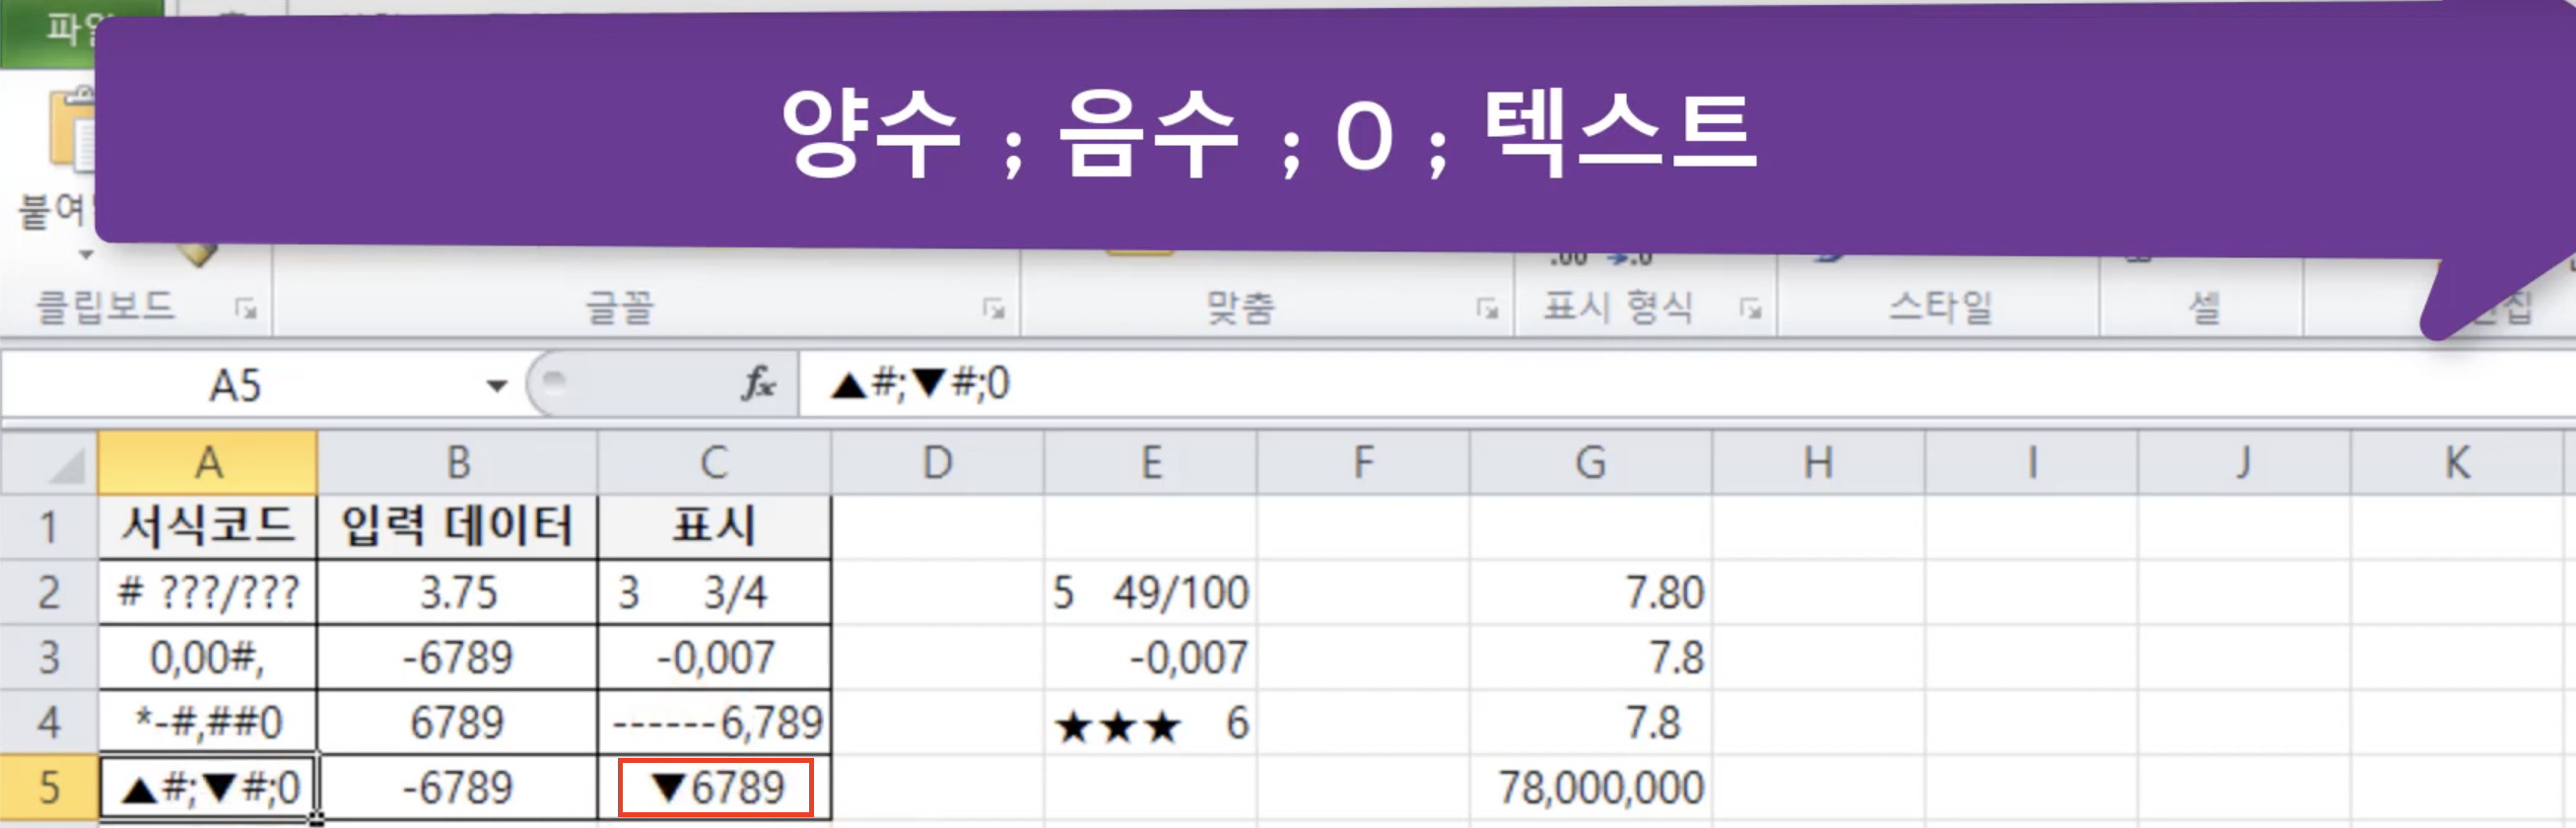 파일
양수 ; 음수 ; 0 ; 텍스트
붙여
.00 .0
클립보드 글꼴 맞춤 표시 형식 스타일 셀 편집
A5 fx ▲#;▼#;0
A B C D E F G H I J K
1 서식코드 입력 데이터 표시
2 # ???/??? 3.75 3 3/4 5 49/100 7.80
3 0,00#, -6789 -0,007 -0,007 7.8
4 *-#,##0 6789 ------6,789 ★★★ 6 7.8
5 ▲#;▼#;0 -6789 ▼6789 78,000,000